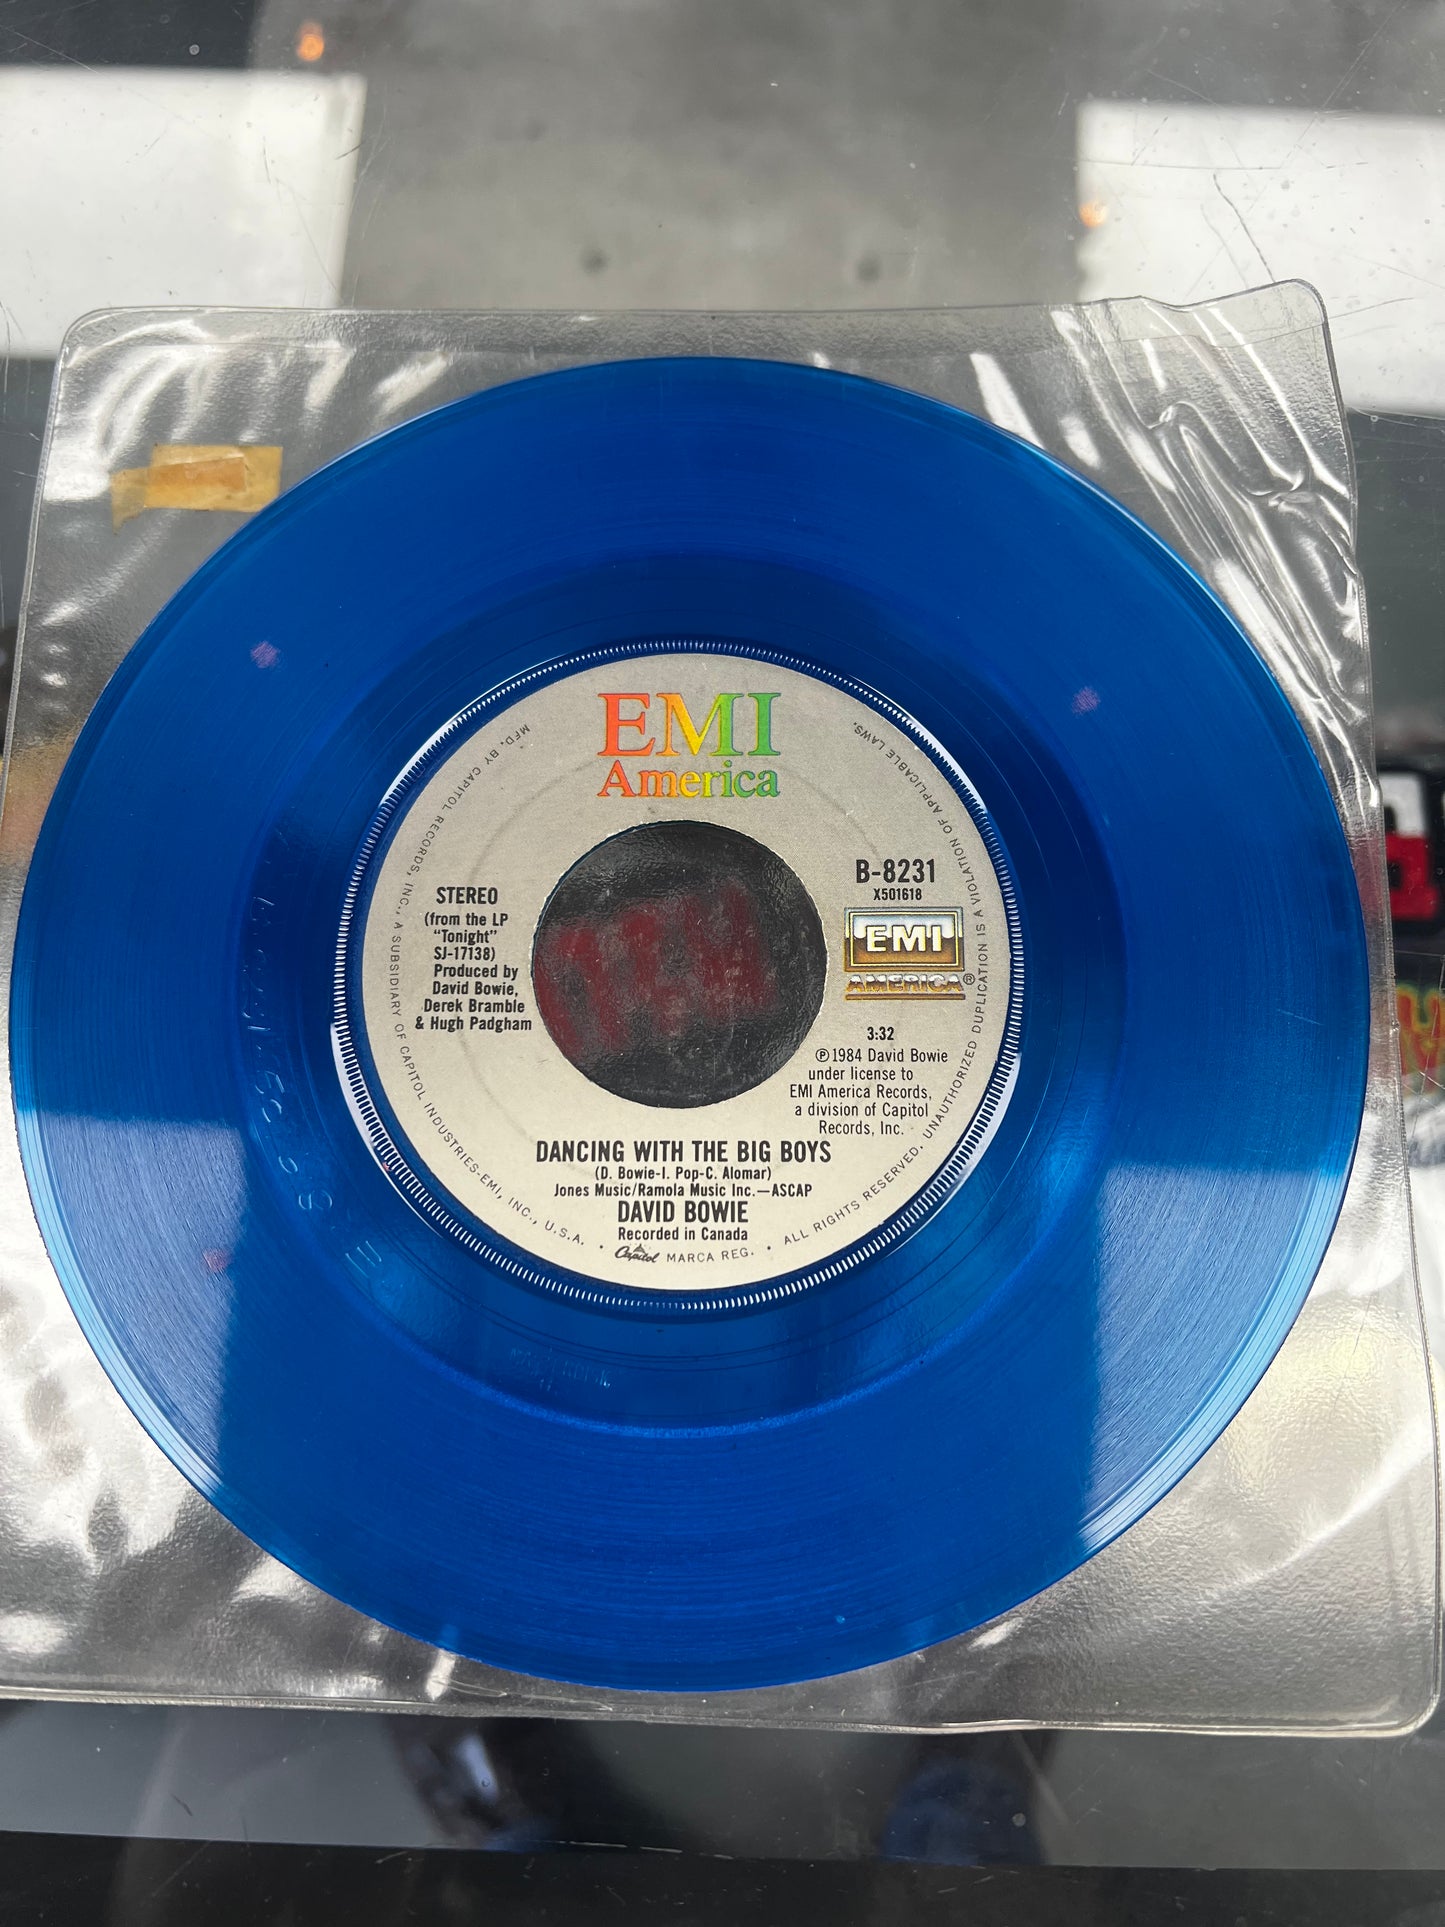 EMI
America
MFD. BY CAPITOL RECORDS, INC., A SUBSIDIARY OF CAPITOL INDUSTRIES-EMI, INC., U.S.A. • Capitol MARCA REG. • ALL RIGHTS RESERVED. UNAUTHORIZED DUPLICATION IS A VIOLATION OF APPLICABLE LAWS.
STEREO
(from the LP
"Tonight"
SJ-17138)
Produced by
David Bowie,
Derek Bramble
& Hugh Padgham
B-8231
X501618
EMI
AMERICA®
3:32
℗1984 David Bowie
under license to
EMI America Records,
a division of Capitol
Records, Inc.
DANCING WITH THE BIG BOYS
(D. Bowie-I. Pop-C. Alomar)
Jones Music/Ramola Music Inc.—ASCAP
DAVID BOWIE
Recorded in Canada